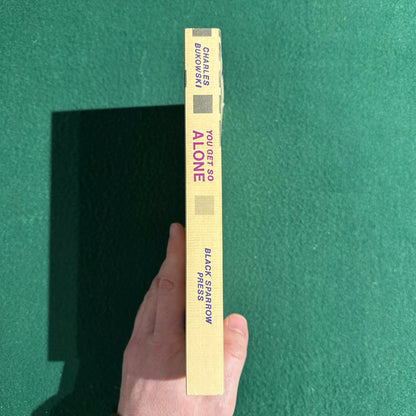 CHARLES
BUKOWSKI
YOU GET SO
ALONE
BLACK SPARROW
PRESS